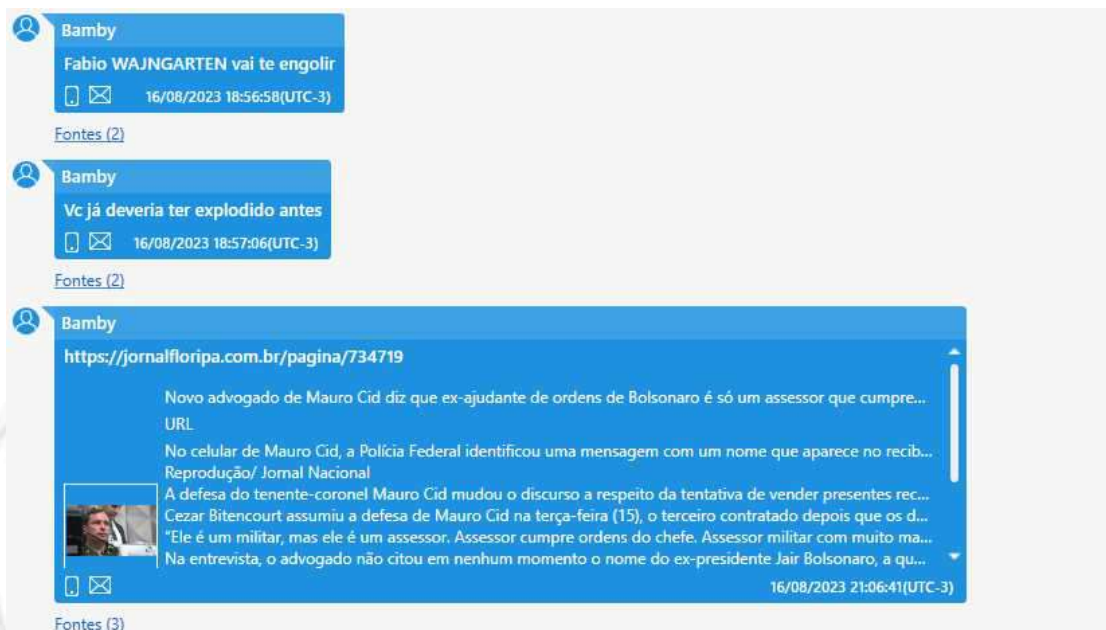 Bamby
Fabio WAJNGARTEN vai te engolir
16/08/2023 18:56:58(UTC-3)
Fontes (2)
Bamby
Vc já deveria ter explodido antes
16/08/2023 18:57:06(UTC-3)
Fontes (2)
Bamby
https://jornalfloripa.com.br/pagina/734719
Novo advogado de Mauro Cid diz que ex-ajudante de ordens de Bolsonaro é só um assessor que cumpre...
URL
No celular de Mauro Cid, a Polícia Federal identificou uma mensagem com um nome que aparece no recib...
Reprodução/ Jornal Nacional
A defesa do tenente-coronel Mauro Cid mudou o discurso a respeito da tentativa de vender presentes rec...
Cezar Bitencourt assumiu a defesa de Mauro Cid na terça-feira (15), o terceiro contratado depois que os d...
“Ele é um militar, mas ele é um assessor. Assessor cumpre ordens do chefe. Assessor militar com muito ma...
Na entrevista, o advogado não citou em nenhum momento o nome do ex-presidente Jair Bolsonaro, a qu...
16/08/2023 21:06:41(UTC-3)
Fontes (3)